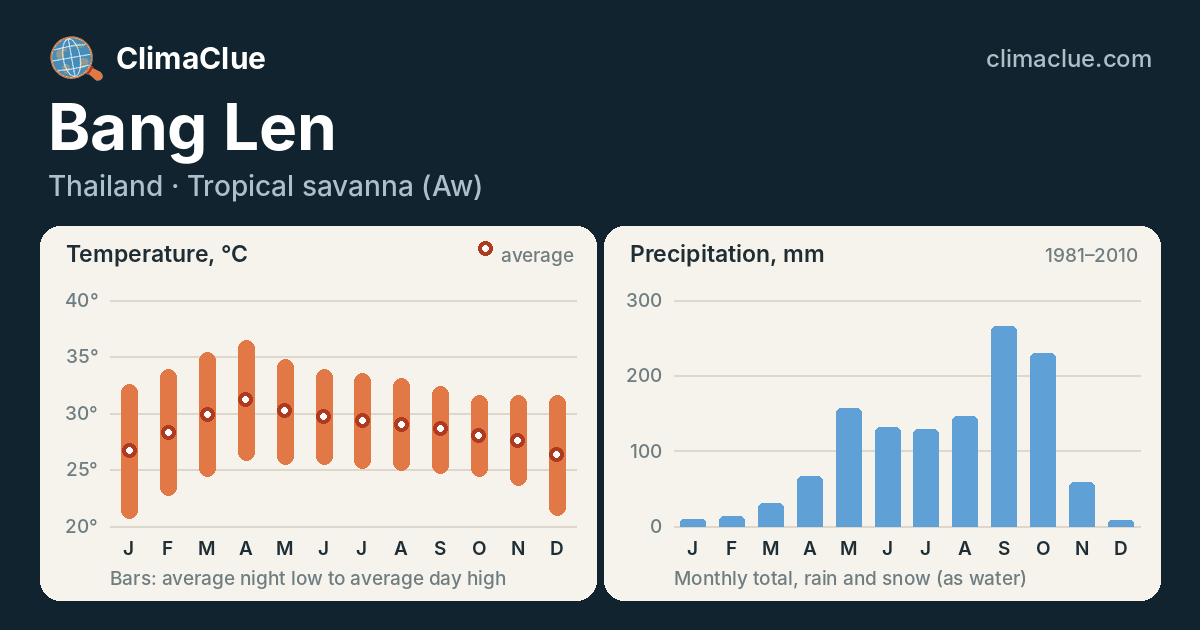 ClimaClue
climaclue.com
Bang Len
Thailand · Tropical savanna (Aw)
Temperature, °C
average
40°
35°
30°
25°
20°
J F M A M J J A S O N D
Bars: average night low to average day high
Precipitation, mm
1981–2010
300
200
100
0
J F M A M J J A S O N D
Monthly total, rain and snow (as water)